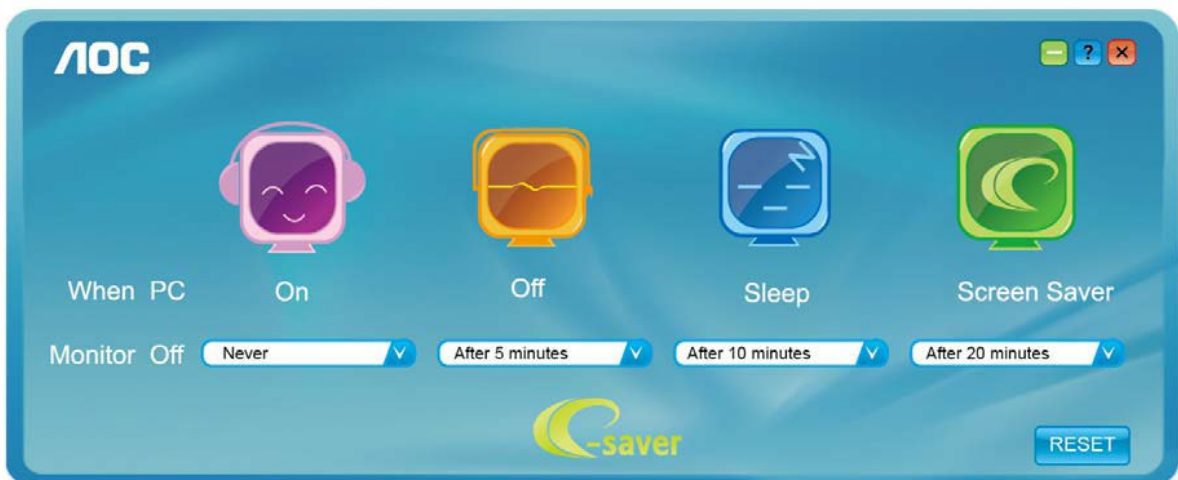 AOC
?
When PC On Off Sleep Screen Saver
Monitor Off Never After 5 minutes After 10 minutes After 20 minutes
e-saver
RESET